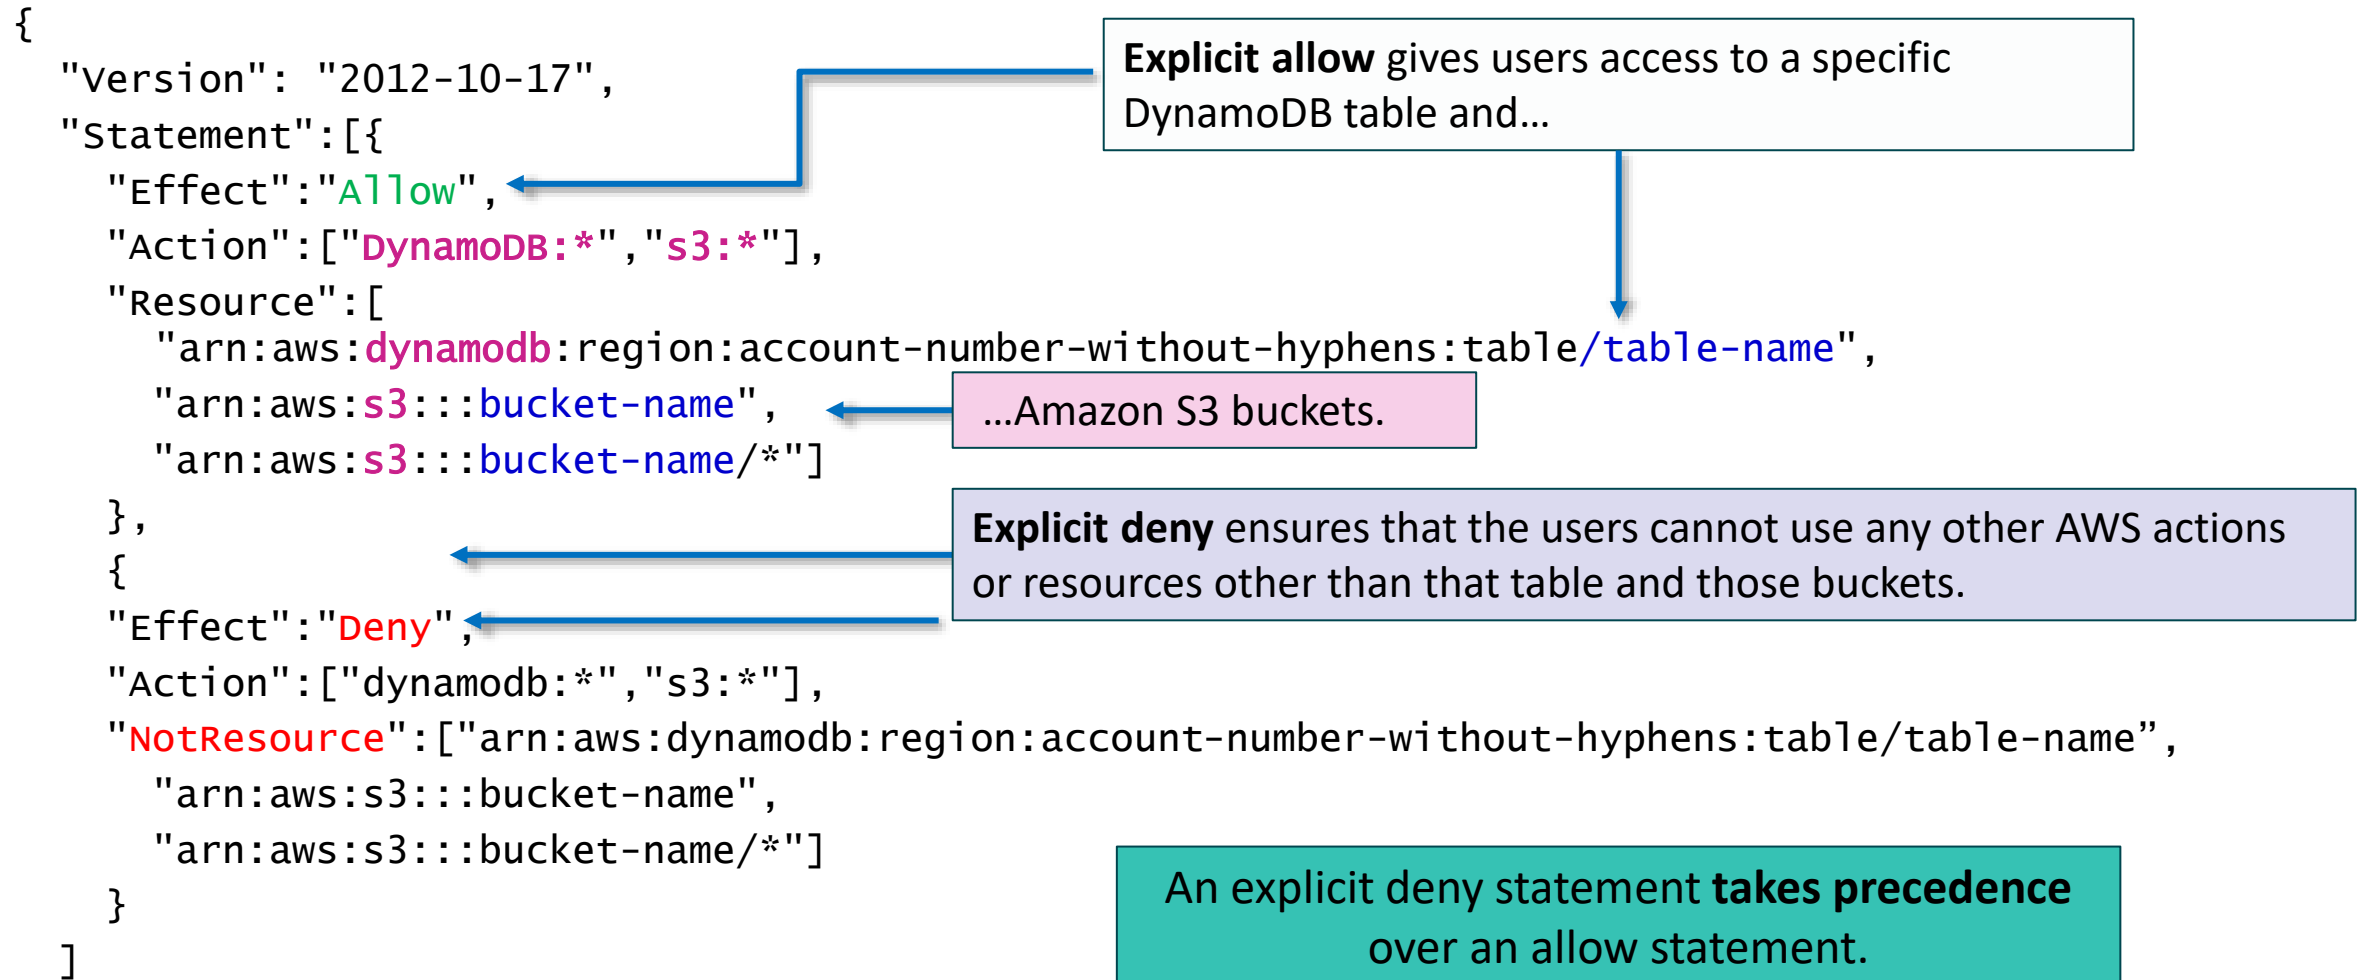 {
"Version": "2012-10-17",
"Statement":[{
"Effect":"Allow",
"Action":["DynamoDB:*","s3:*"],
"Resource":[
"arn:aws:dynamodb:region:account-number-without-hyphens:table/table-name",
"arn:aws:s3:::bucket-name",
"arn:aws:s3:::bucket-name/*"]
},
{
"Effect":"Deny",
"Action":["dynamodb:*","s3:*"],
"NotResource":["arn:aws:dynamodb:region:account-number-without-hyphens:table/table-name”,
"arn:aws:s3:::bucket-name",
"arn:aws:s3:::bucket-name/*"]
}
]
Explicit allow gives users access to a specific
DynamoDB table and…
…Amazon S3 buckets.
Explicit deny ensures that the users cannot use any other AWS actions
or resources other than that table and those buckets.
An explicit deny statement takes precedence
over an allow statement.